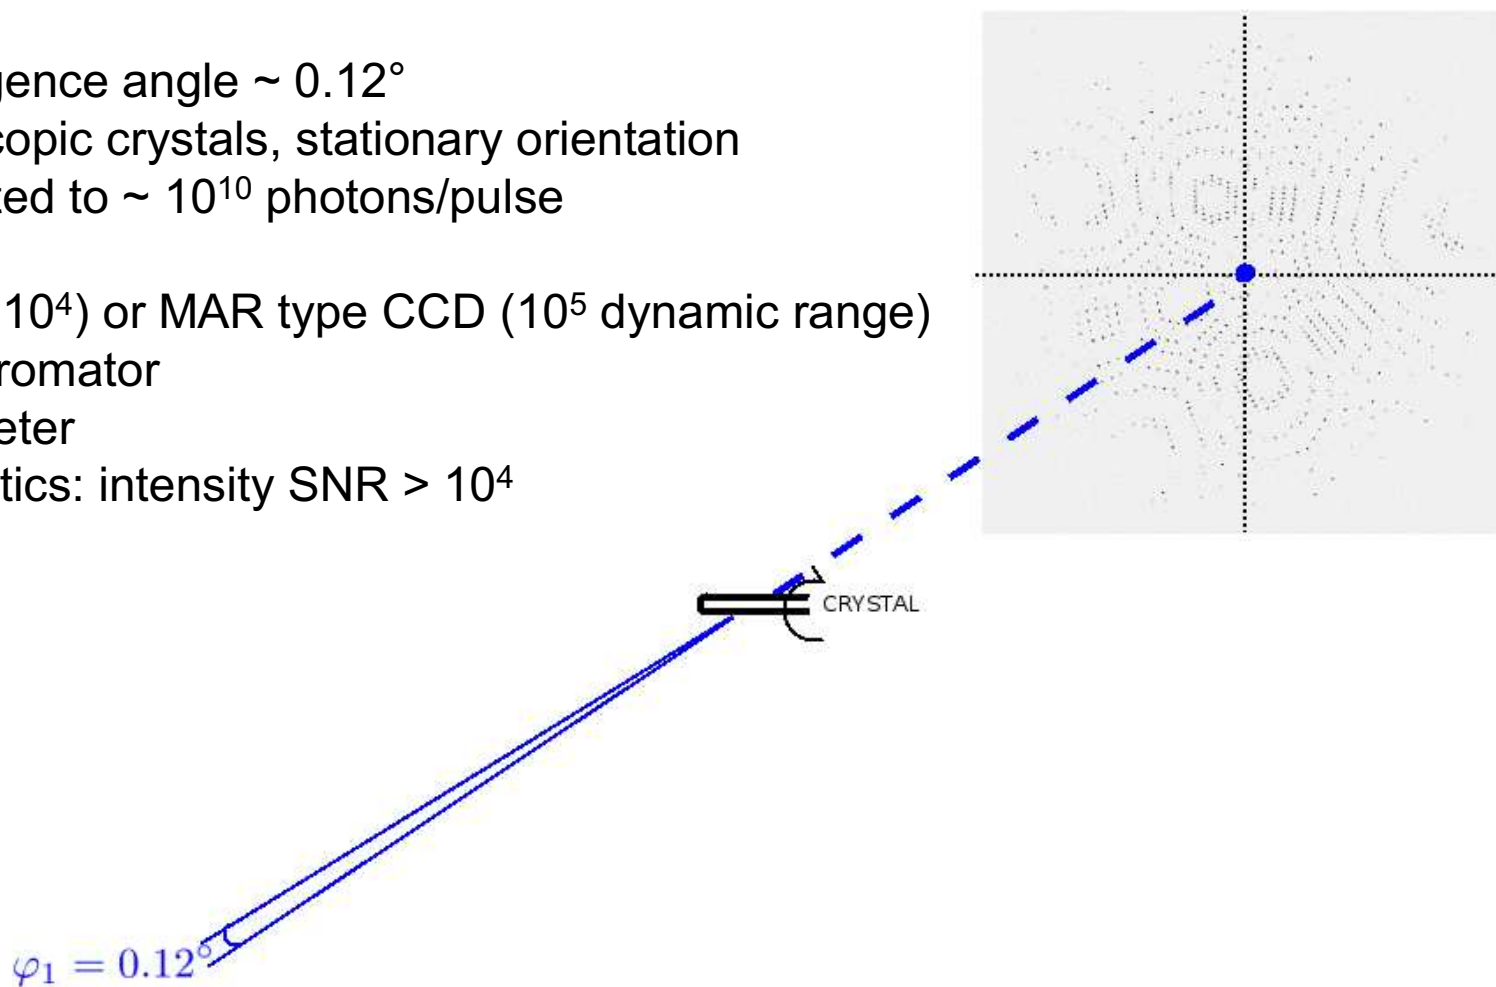 gence angle ~ 0.12°
copic crystals, stationary orientation
ted to ~ 10¹⁰ photons/pulse
10⁴) or MAR type CCD (10⁵ dynamic range)
romator
eter
tics: intensity SNR > 10⁴
CRYSTAL
φ₁ = 0.12°